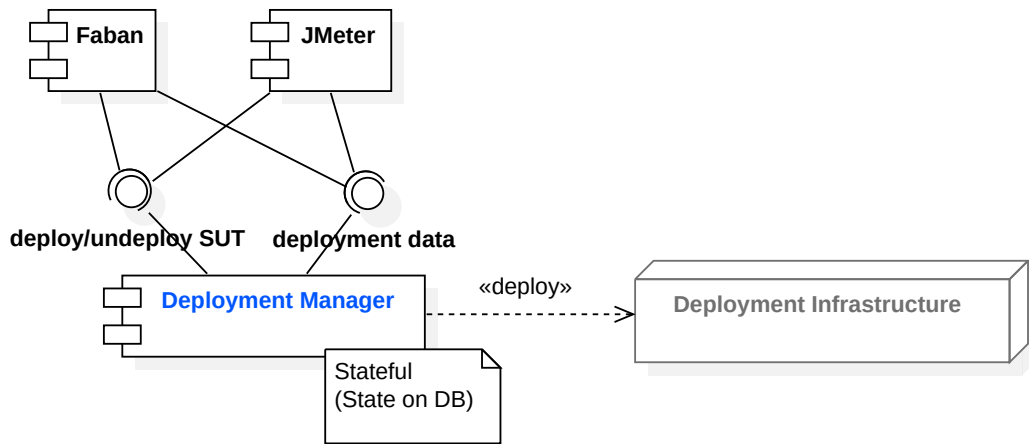 Faban
JMeter
deploy/undeploy SUT
deployment data
Deployment Manager
«deploy»
Deployment Infrastructure
Stateful
(State on DB)